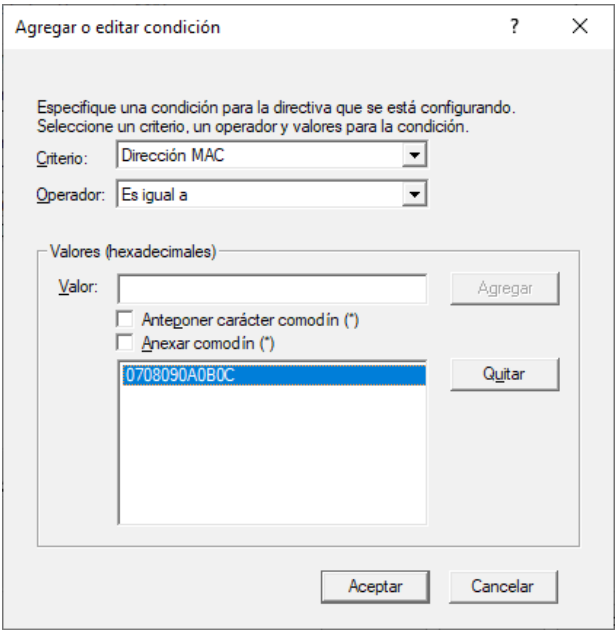 Agregar o editar condición
?
Especifique una condición para la directiva que se está configurando.
Seleccione un criterio, un operador y valores para la condición.
Criterio: Dirección MAC
Operador: Es igual a
Valores (hexadecimales)
Valor: Agregar
Anteponer carácter comodín (*)
Anexar comodín (*)
0708090A0B0C Quitar
Aceptar Cancelar